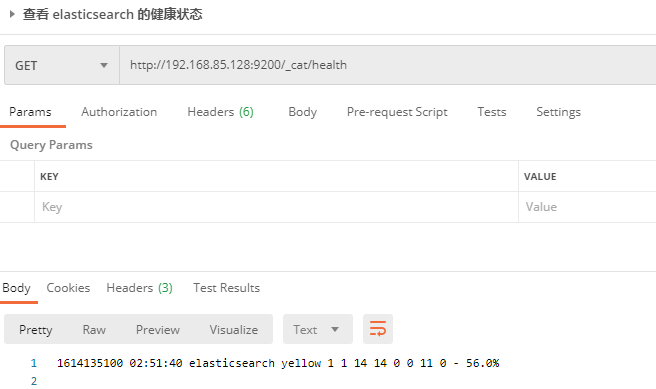 查看 elasticsearch 的健康状态
GET http://192.168.85.128:9200/_cat/health
Params Authorization Headers (6) Body Pre-request Script Tests Settings
Query Params
KEY VALUE
Key Value
Body Cookies Headers (3) Test Results
Pretty Raw Preview Visualize Text
1 1614135100 02:51:40 elasticsearch yellow 1 1 14 14 0 0 11 0 - 56.0%
2